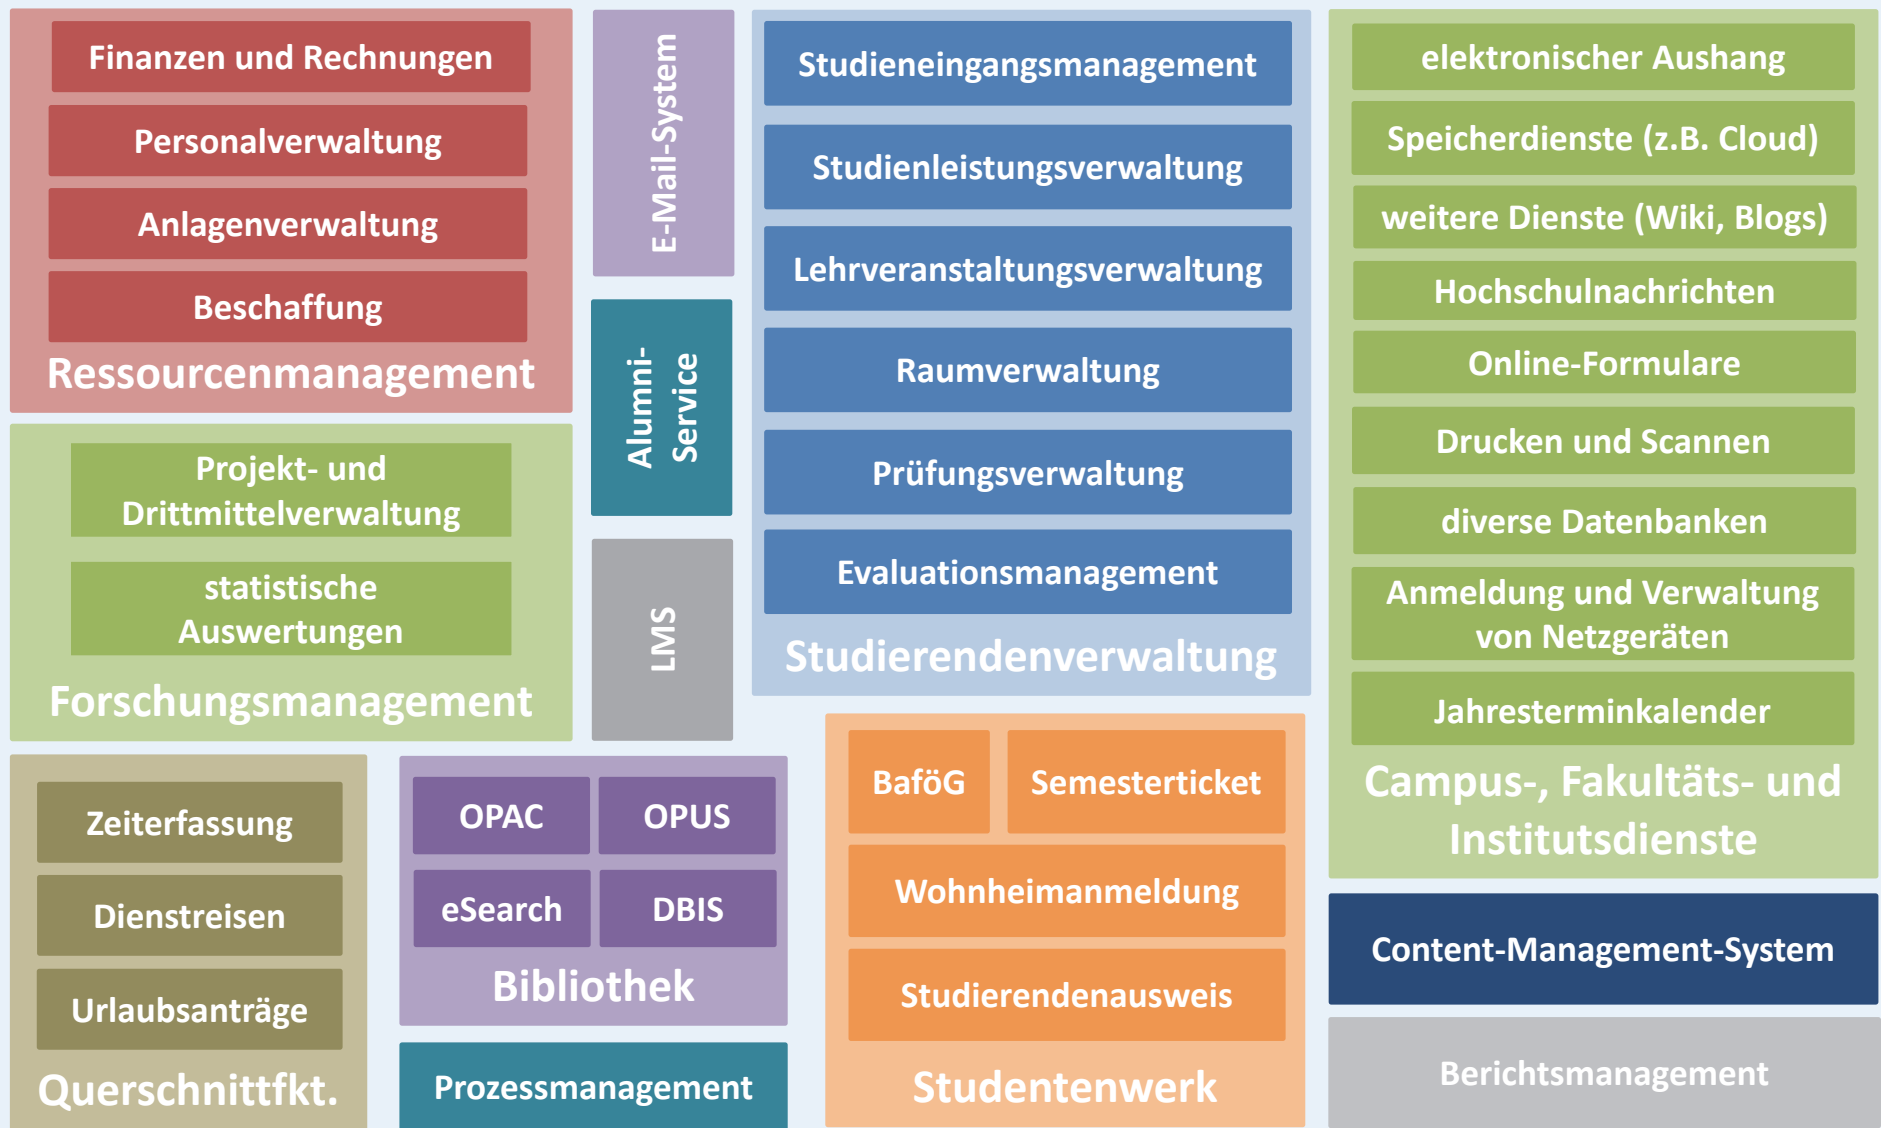 Finanzen und Rechnungen
Personalverwaltung
Anlagenverwaltung
Beschaffung
Ressourcenmanagement
Projekt- und
Drittmittelverwaltung
statistische
Auswertungen
Forschungsmanagement
E-Mail-System
Alumni-
Service
LMS
Studieneingangsmanagement
Studienleistungsverwaltung
Lehrveranstaltungsverwaltung
Raumverwaltung
Prüfungsverwaltung
Evaluationsmanagement
Studierendenverwaltung
elektronischer Aushang
Speicherdienste (z.B. Cloud)
weitere Dienste (Wiki, Blogs)
Hochschulnachrichten
Online-Formulare
Drucken und Scannen
diverse Datenbanken
Anmeldung und Verwaltung
von Netzgeräten
Jahresterminkalender
Campus-, Fakultäts- und
Institutsdienste
Zeiterfassung
Dienstreisen
Urlaubsanträge
Querschnittfkt.
OPAC
OPUS
eSearch
DBIS
Bibliothek
Prozessmanagement
BaföG
Semesterticket
Wohnheimanmeldung
Studierendenausweis
Studentenwerk
Content-Management-System
Berichtsmanagement